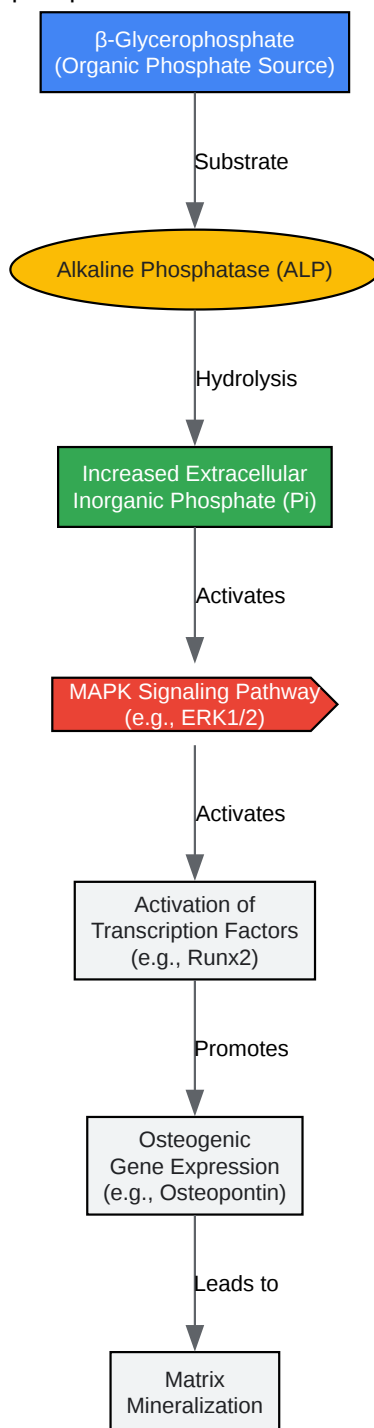 β-Glycerophosphate
(Organic Phosphate Source)
Substrate
Alkaline Phosphatase (ALP)
Hydrolysis
Increased Extracellular
Inorganic Phosphate (Pi)
Activates
MAPK Signaling Pathway
(e.g., ERK1/2)
Activates
Activation of
Transcription Factors
(e.g., Runx2)
Promotes
Osteogenic
Gene Expression
(e.g., Osteopontin)
Leads to
Matrix
Mineralization